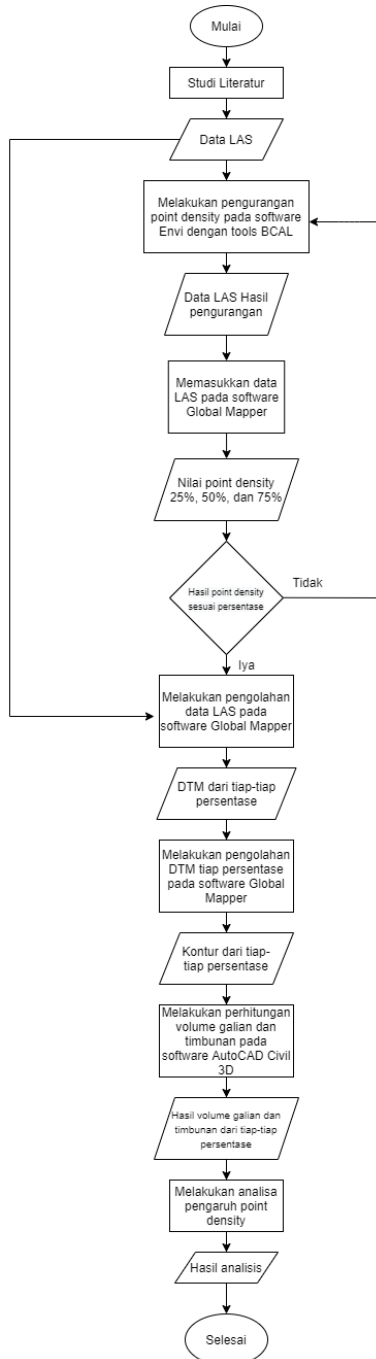 Mulai
Studi Literatur
Data LAS
Melakukan pengurangan
point density pada software
Envi dengan tools BCAL
Data LAS Hasil
pengurangan
Memasukkan data
LAS pada software
Global Mapper
Nilai point density
25%, 50%, dan 75%
Hasil point density
sesuai persentase
Tidak
Iya
Melakukan pengolahan
data LAS pada
software Global Mapper
DTM dari tiap-tiap
persentase
Melakukan pengolahan
DTM tiap persentase
pada software Global
Mapper
Kontur dari tiap-
tiap persentase
Melakukan perhitungan
volume galian dan
timbunan pada
software AutoCAD Civil
3D
Hasil volume galian dan
timbunan dari tiap-tiap
persentase
Melakukan analisa
pengaruh point
density
Hasil analisis
Selesai